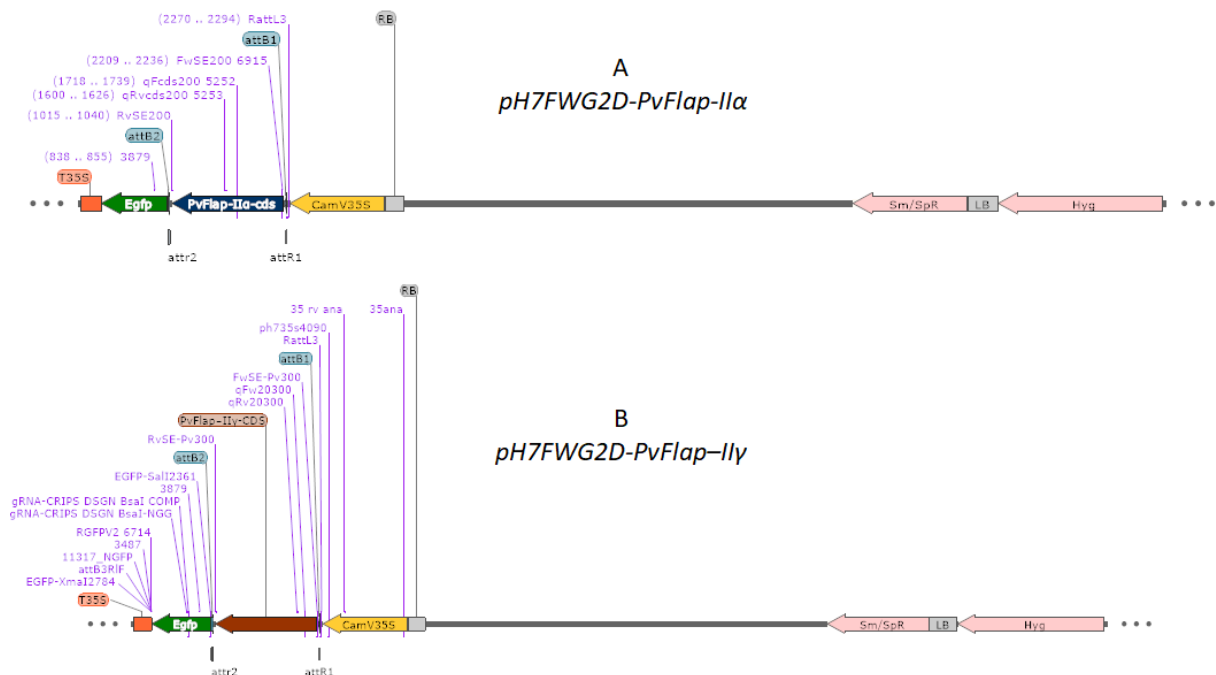 (2270 .. 2294) RattL3
RB
attB1
(2209 .. 2236) FwSE200 6915
(1718 .. 1739) qFcds200 5252
(1600 .. 1626) qRvcds200 5253
(1015 .. 1040) RvSE200
attB2
(838 .. 855) 3879
T35S
A
pH7FWG2D-PvFlap-IIα
Egfp
PvFlap-IIα-cds
CamV35S
Sm/SpR
LB
Hyg
attr2
attR1
RB
35 rv ana
35ana
ph735s4090
RattL3
attB1
FwSE-Pv300
qFw20300
qRv20300
PvFlap-IIγ-CDS
RvSE-Pv300
attB2
EGFP-SalI2361
3879
gRNA-CRIPS DSGN BsaI COMP
gRNA-CRIPS DSGN BsaI-NGG
RGFPV2 6714
3487
11317_NGFP
attB3RlF
EGFP-XmaI2784
T35S
B
pH7FWG2D-PvFlap–IIγ
Egfp
CamV35S
Sm/SpR
LB
Hyg
attr2
attR1